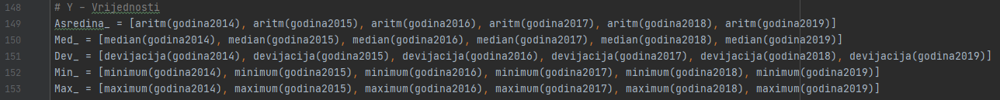 148 # Y - Vrijednosti
149 Asredina_ = [aritm(godina2014), aritm(godina2015), aritm(godina2016), aritm(godina2017), aritm(godina2018), aritm(godina2019)]
150 Med_ = [median(godina2014), median(godina2015), median(godina2016), median(godina2017), median(godina2018), median(godina2019)]
151 Dev_ = [devijacija(godina2014), devijacija(godina2015), devijacija(godina2016), devijacija(godina2017), devijacija(godina2018), devijacija(godina2019)]
152 Min_ = [minimum(godina2014), minimum(godina2015), minimum(godina2016), minimum(godina2017), minimum(godina2018), minimum(godina2019)]
153 Max_ = [maximum(godina2014), maximum(godina2015), maximum(godina2016), maximum(godina2017), maximum(godina2018), maximum(godina2019)]